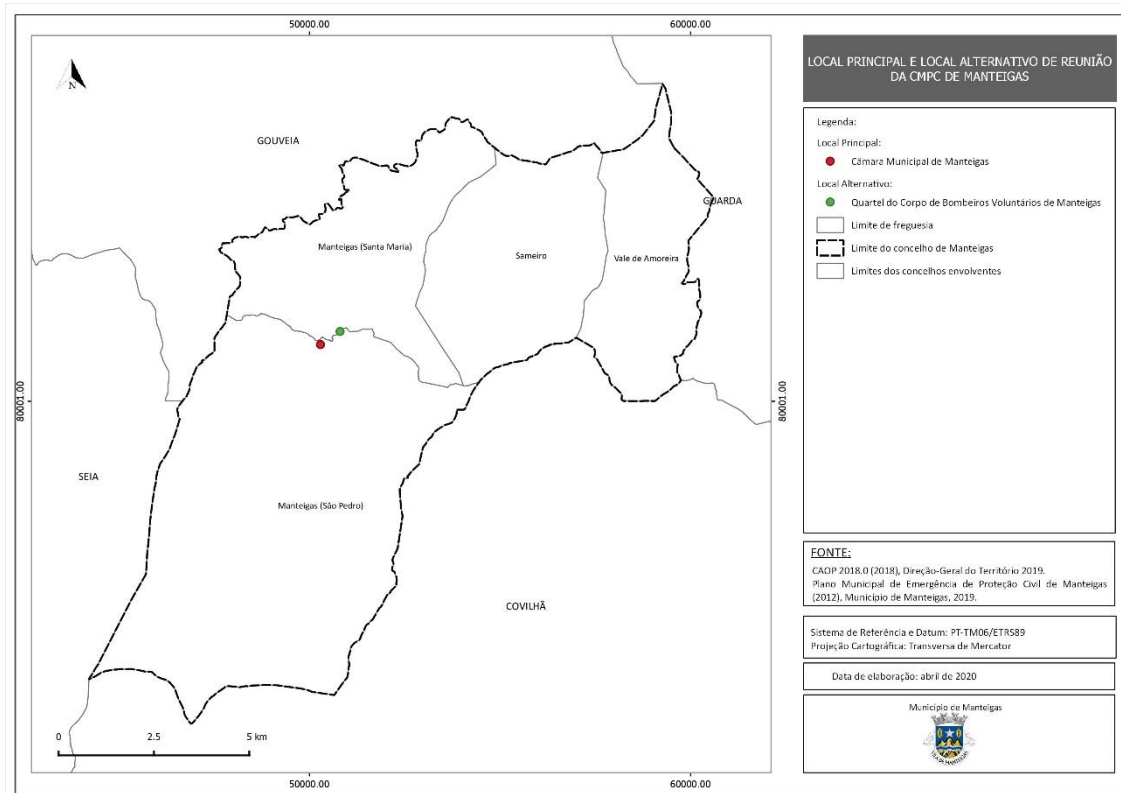 50000.00
60000.00
N
GOUVEIA
GUARDA
Manteigas (Santa Maria)
Sameiro
Vale de Amoreira
80001.00
80001.00
SEIA
Manteigas (São Pedro)
COVILHÃ
0 2.5 5 km
50000.00
60000.00
LOCAL PRINCIPAL E LOCAL ALTERNATIVO DE REUNIÃO
DA CMPC DE MANTEIGAS
Legenda:
Local Principal:
Câmara Municipal de Manteigas
Local Alternativo:
Quartel do Corpo de Bombeiros Voluntários de Manteigas
Limite de freguesia
Limite do concelho de Manteigas
Limites dos concelhos envolventes
FONTE:
CAOP 2018.0 (2018), Direção-Geral do Território 2019.
Plano Municipal de Emergência de Proteção Civil de Manteigas
(2012), Município de Manteigas, 2019.
Sistema de Referência e Datum: PT-TM06/ETRS89
Projeção Cartográfica: Transversa de Mercator
Data de elaboração: abril de 2020
Município de Manteigas
VILA DE MANTEIGAS